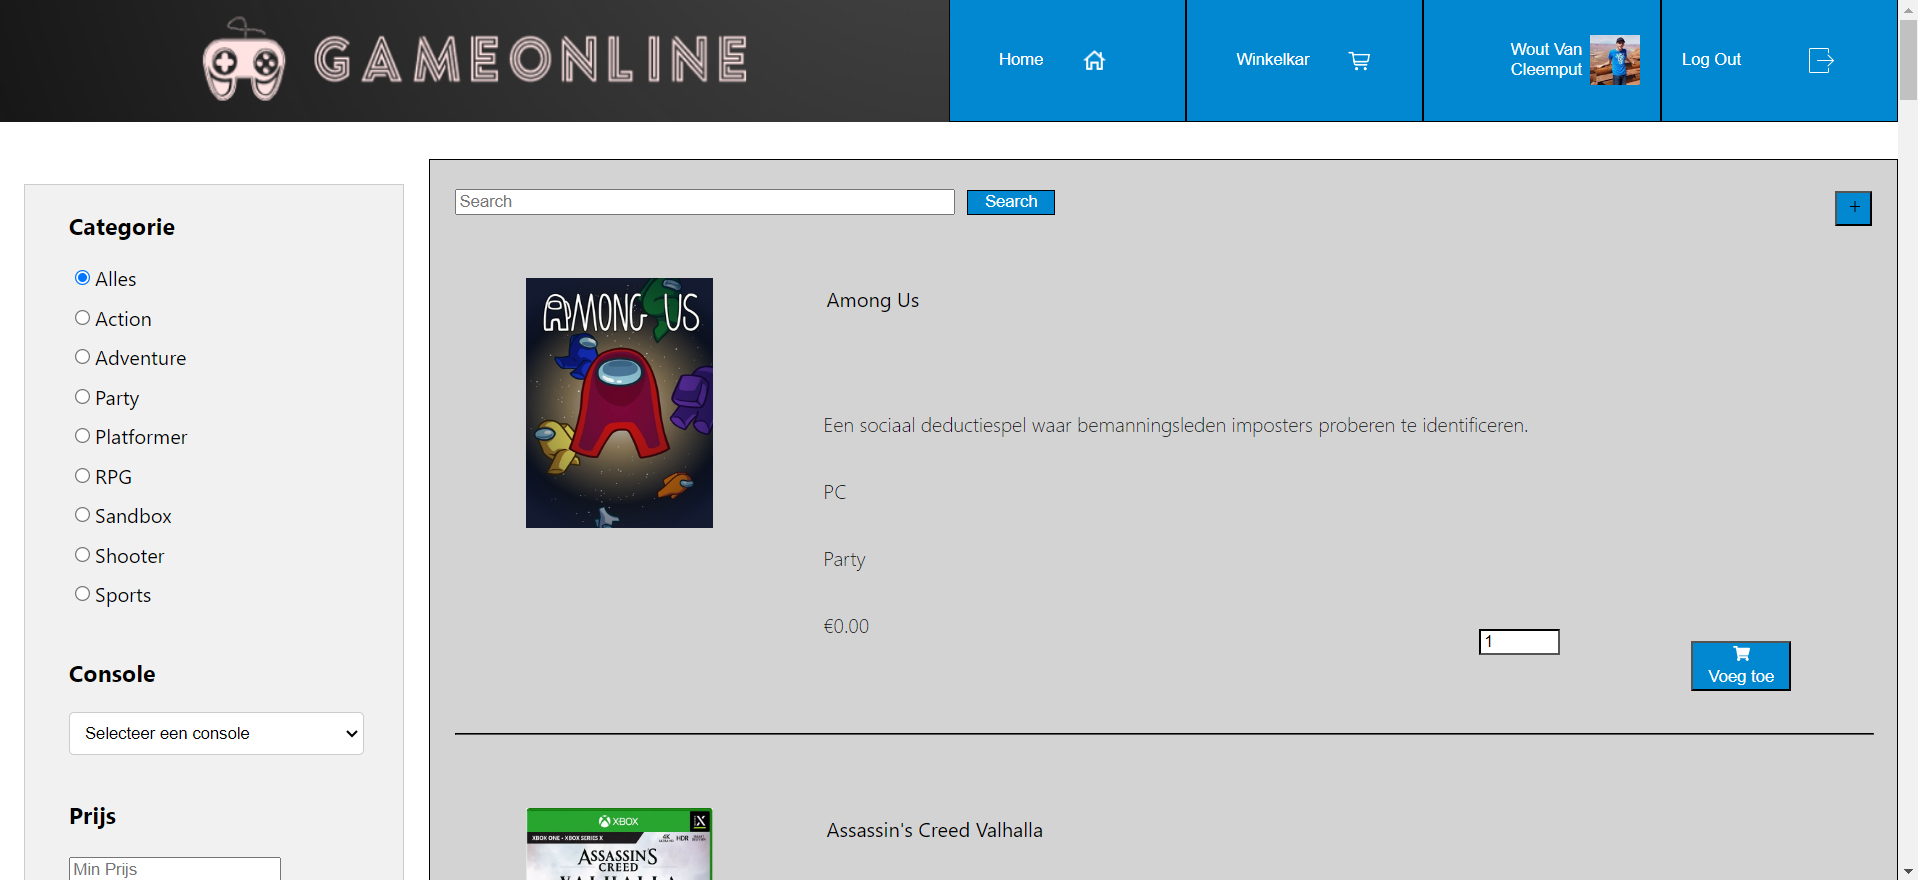 GAMEONLINE
Home
Winkelkar
Wout Van
Cleemput
Log Out
Categorie
Alles
Action
Adventure
Party
Platformer
RPG
Sandbox
Shooter
Sports
Console
Selecteer een console
Prijs
Min Prijs
Search
Search
+
AMONG US
Among Us
Een sociaal deductiespel waar bemanningsleden imposters proberen te identificeren.
PC
Party
€0.00
1
Voeg toe
XBOX
XBOX ONE - XBOX SERIES X
4K
HDR
ASSASSIN'S
CREED
VALHALLA
Assassin's Creed Valhalla